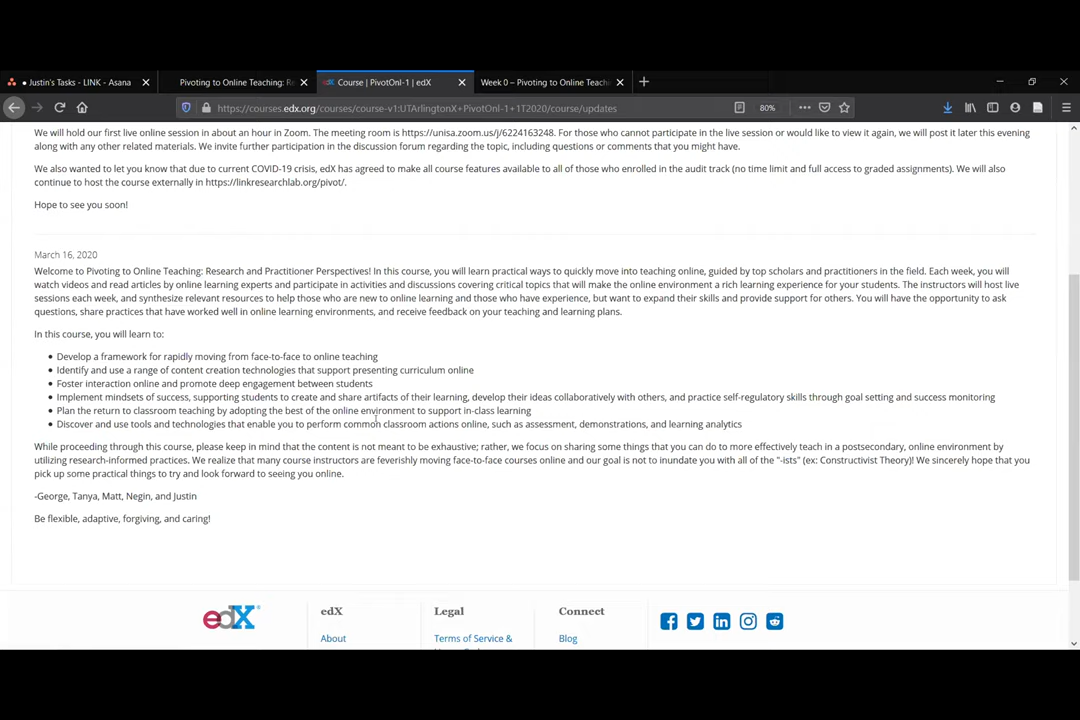 Justin's Tasks - LINK - Asana
Pivoting to Online Teaching: Re
Course | PivotOnl-1 | edX
Week 0 – Pivoting to Online Teachin
https://courses.edx.org/courses/course-v1:UTArlingtonX+PivotOnl-1+1T2020/course/updates
80%
We will hold our first live online session in about an hour in Zoom. The meeting room is https://unisa.zoom.us/j/6224163248. For those who cannot participate in the live session or would like to view it again, we will post it later this evening
along with any other related materials. We invite further participation in the discussion forum regarding the topic, including questions or comments that you might have.
We also wanted to let you know that due to current COVID-19 crisis, edX has agreed to make all course features available to all of those who enrolled in the audit track (no time limit and full access to graded assignments). We will also
continue to host the course externally in https://linkresearchlab.org/pivot/.
Hope to see you soon!
March 16, 2020
Welcome to Pivoting to Online Teaching: Research and Practitioner Perspectives! In this course, you will learn practical ways to quickly move into teaching online, guided by top scholars and practitioners in the field. Each week, you will
watch videos and read articles by online learning experts and participate in activities and discussions covering critical topics that will make the online environment a rich learning experience for your students. The instructors will host live
sessions each week, and synthesize relevant resources to help those who are new to online learning and those who have experience, but want to expand their skills and provide support for others. You will have the opportunity to ask
questions, share practices that have worked well in online learning environments, and receive feedback on your teaching and learning plans.
In this course, you will learn to:
• Develop a framework for rapidly moving from face-to-face to online teaching
• Identify and use a range of content creation technologies that support presenting curriculum online
• Foster interaction online and promote deep engagement between students
• Implement mindsets of success, supporting students to create and share artifacts of their learning, develop their ideas collaboratively with others, and practice self-regulatory skills through goal setting and success monitoring
• Plan the return to classroom teaching by adopting the best of the online environment to support in-class learning
• Discover and use tools and technologies that enable you to perform common classroom actions online, such as assessment, demonstrations, and learning analytics
While proceeding through this course, please keep in mind that the content is not meant to be exhaustive; rather, we focus on sharing some things that you can do to more effectively teach in a postsecondary, online environment by
utilizing research-informed practices. We realize that many course instructors are feverishly moving face-to-face courses online and our goal is not to inundate you with all of the "-ists" (ex: Constructivist Theory)! We sincerely hope that you
pick up some practical things to try and look forward to seeing you online.
-George, Tanya, Matt, Negin, and Justin
Be flexible, adaptive, forgiving, and caring!
edX
edX
Legal
Connect
About
Terms of Service &
Blog